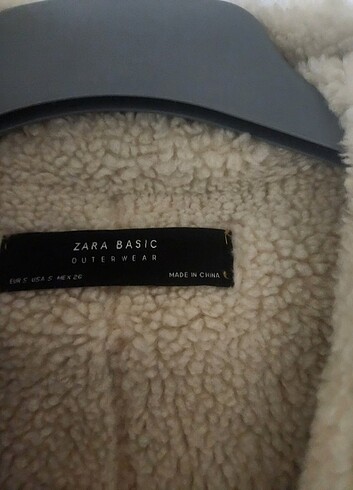 ZARA BASIC
OUTERWEAR
EUR S USA S MEX 26
MADE IN CHINA